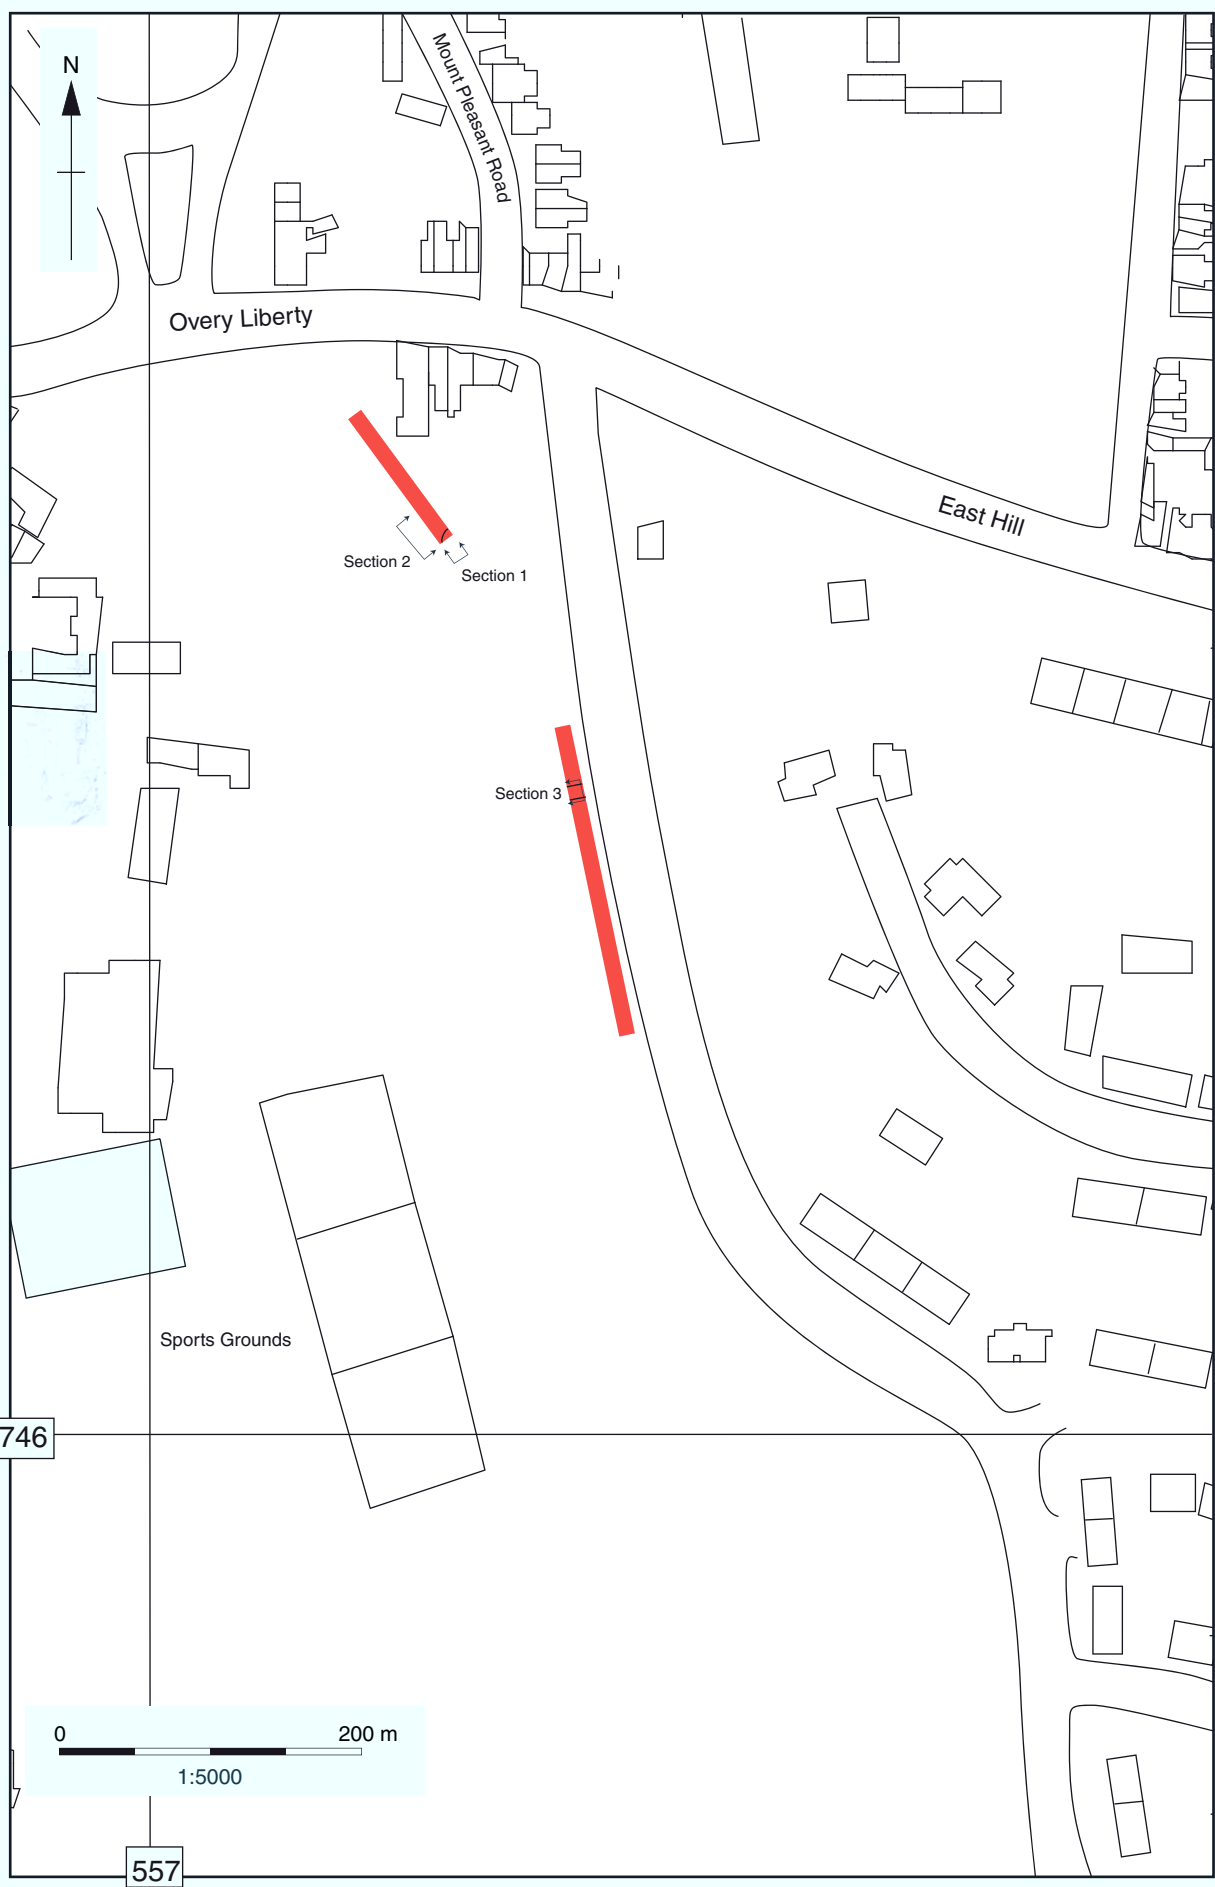 N
Mount Pleasant Road
Overy Liberty
East Hill
Section 2
Section 1
Section 3
Sports Grounds
746
0 200 m
1:5000
557